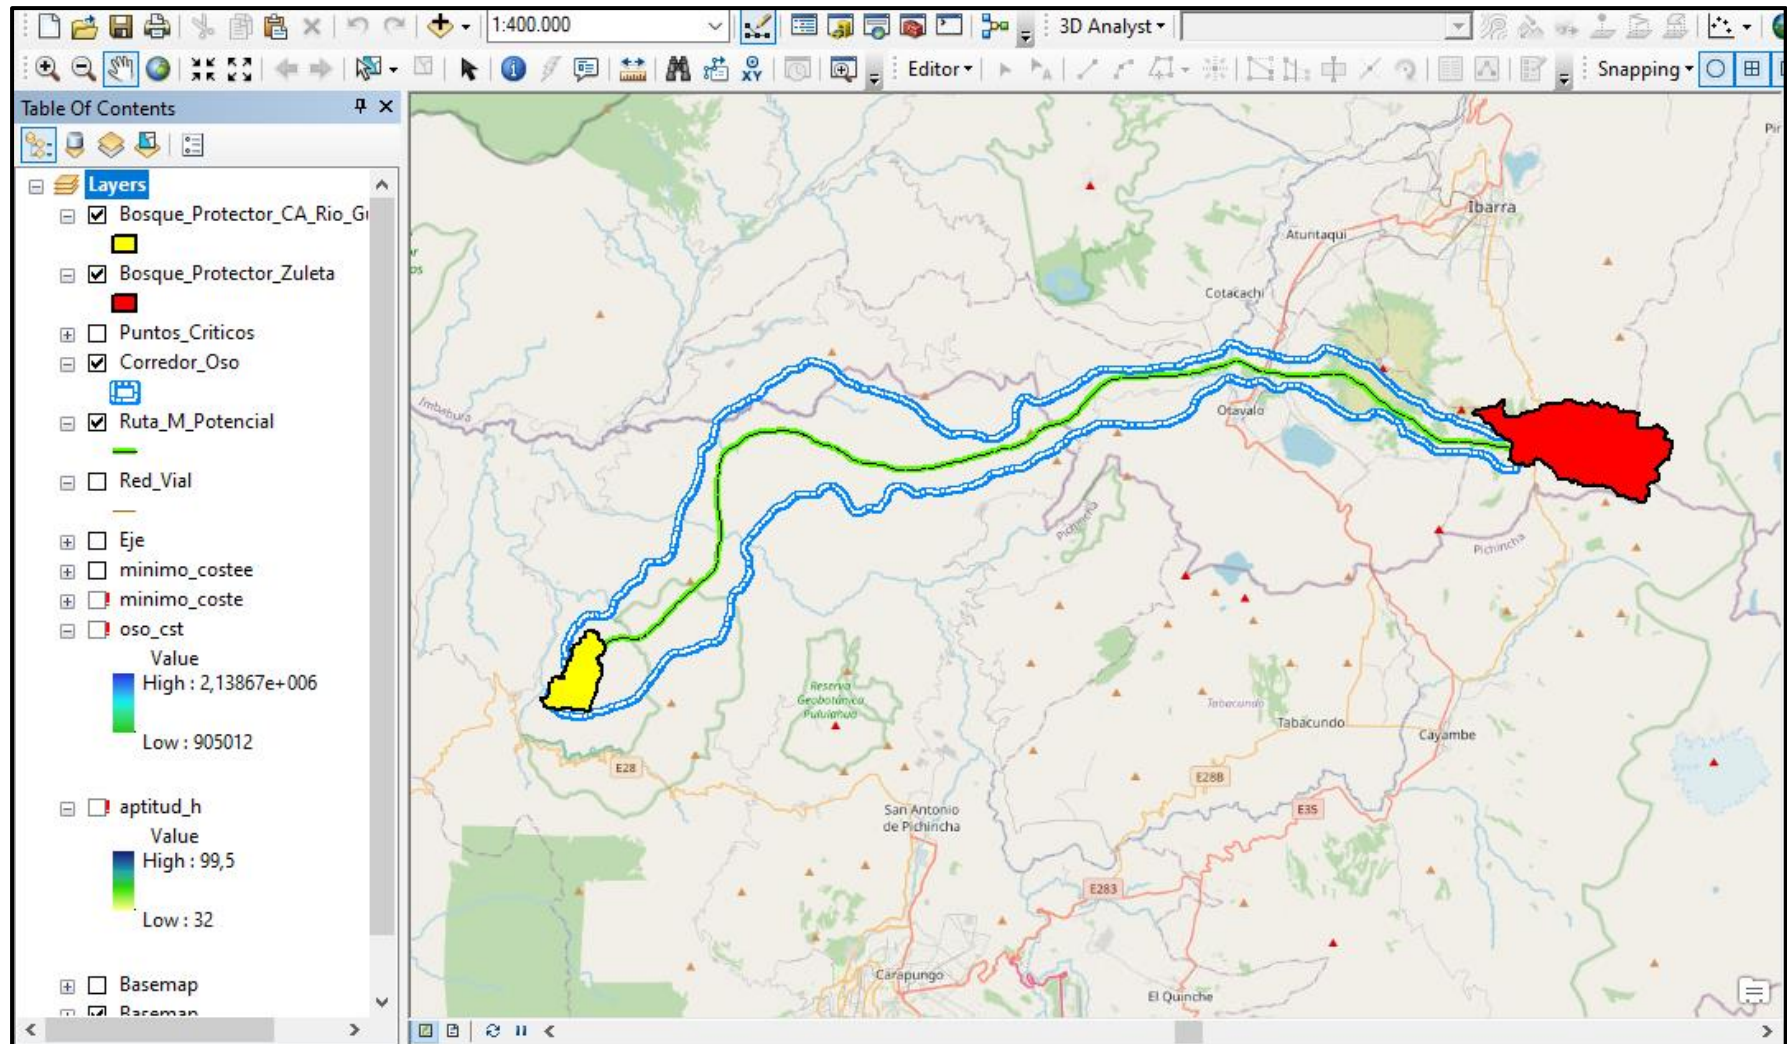 1:400.000
3D Analyst
Editor
Snapping
Table Of Contents
Layers
Bosque_Protector_CA_Rio_Gu
Bosque_Protector_Zuleta
Puntos_Criticos
Corredor_Oso
Ruta_M_Potencial
Red_Vial
Eje
minimo_costee
minimo_coste
oso_cst
Value
High : 2,13867e+006
Low : 905012
aptitud_h
Value
High : 99,5
Low : 32
Basemap
Basemap
Pir
Ibarra
Atuntaqui
Cotacachi
Imbabura
Otavalo
Pichincha
Pichincha
Reserva
Geobotánica
Pululahua
Tabacundo
Tabacundo
Cayambe
E28
E28B
E35
San Antonio
de Pichincha
E283
Carapungo
El Quinche